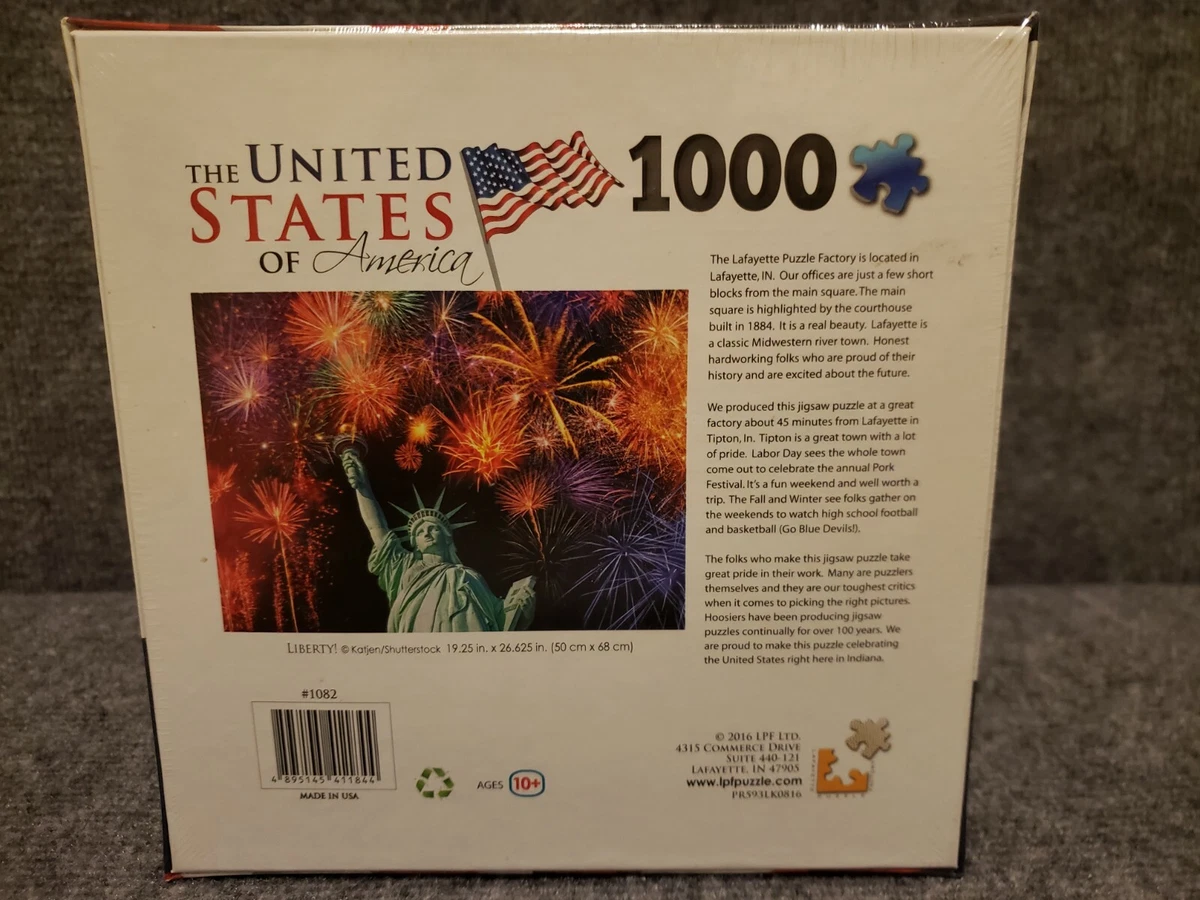 THE UNITED
STATES
OF America
1000
The Lafayette Puzzle Factory is located in
Lafayette, IN. Our offices are just a few short
blocks from the main square. The main
square is highlighted by the courthouse
built in 1884. It is a real beauty. Lafayette is
a classic Midwestern river town. Honest
hardworking folks who are proud of their
history and are excited about the future.
We produced this jigsaw puzzle at a great
factory about 45 minutes from Lafayette in
Tipton, In. Tipton is a great town with a lot
of pride. Labor Day sees the whole town
come out to celebrate the annual Pork
Festival. It's a fun weekend and well worth a
trip. The Fall and Winter see folks gather on
the weekends to watch high school football
and basketball (Go Blue Devils!).
The folks who make this jigsaw puzzle take
great pride in their work. Many are puzzlers
themselves and they are our toughest critics
when it comes to picking the right pictures.
Hoosiers have been producing jigsaw
puzzles continually for over 100 years. We
are proud to make this puzzle celebrating
the United States right here in Indiana.
LIBERTY! © Katjen/Shutterstock 19.25 in. x 26.625 in. (50 cm x 68 cm)
#1082
4 895145 411844
MADE IN USA
AGES 10+
© 2016 LPF LTD.
4315 COMMERCE DRIVE
SUITE 440-121
LAFAYETTE, IN 47905
www.lpfpuzzle.com
PR593LK0816